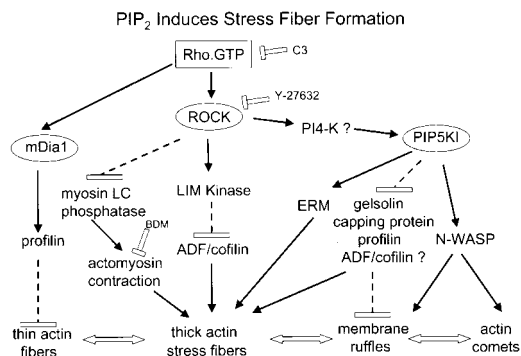 PIP2 Induces Stress Fiber Formation
Rho.GTP
C3
Y-27632
ROCK
PI4-K ?
PIP5KI
mDia1
myosin LC
phosphatase
LIM Kinase
ERM
gelsolin
capping protein
profilin
ADF/cofilin ?
N-WASP
profilin
BDM
actomyosin
contraction
ADF/cofilin
thin actin
fibers
thick actin
stress fibers
membrane
ruffles
actin
comets